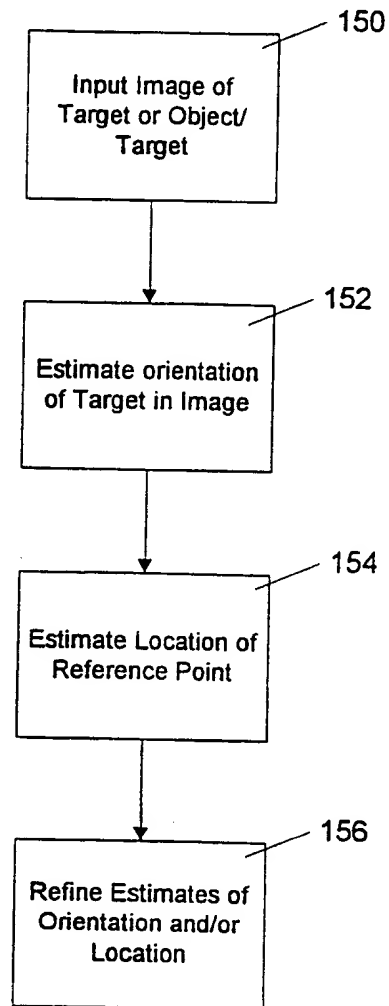 150
Input Image of
Target or Object/
Target
152
Estimate orientation
of Target in Image
154
Estimate Location of
Reference Point
156
Refine Estimates of
Orientation and/or
Location